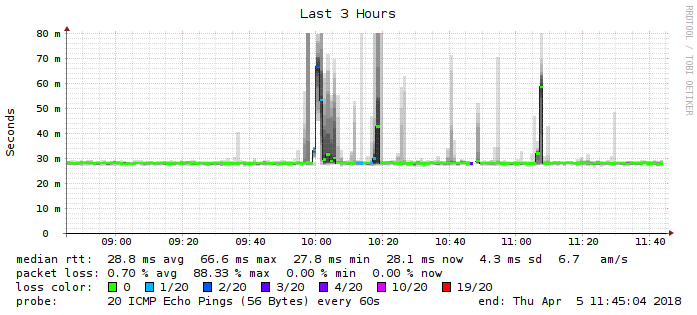 Last 3 Hours
RRDTOOL / TOBI OETIKER
Seconds
80 m
70 m
60 m
50 m
40 m
30 m
20 m
10 m
0
09:00 09:20 09:40 10:00 10:20 10:40 11:00 11:20 11:40
median rtt: 28.8 ms avg 66.6 ms max 27.8 ms min 28.1 ms now 4.3 ms sd 6.7 am/s
packet loss: 0.70 % avg 88.33 % max 0.00 % min 0.00 % now
loss color: 0 1/20 2/20 3/20 4/20 10/20 19/20
probe: 20 ICMP Echo Pings (56 Bytes) every 60s end: Thu Apr 5 11:45:04 2018